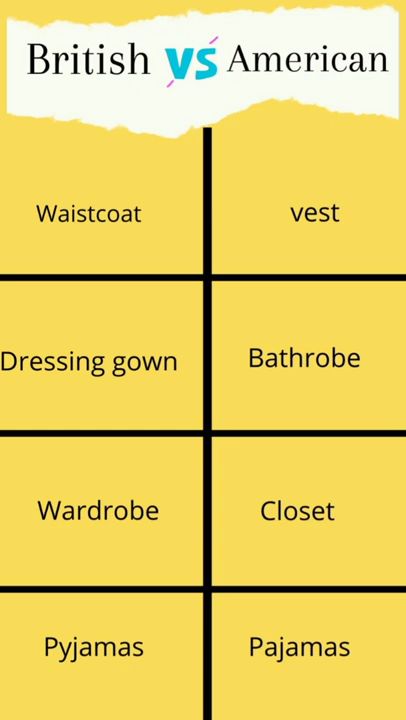 British vs American
Waistcoat vest
Dressing gown Bathrobe
Wardrobe Closet
Pyjamas Pajamas